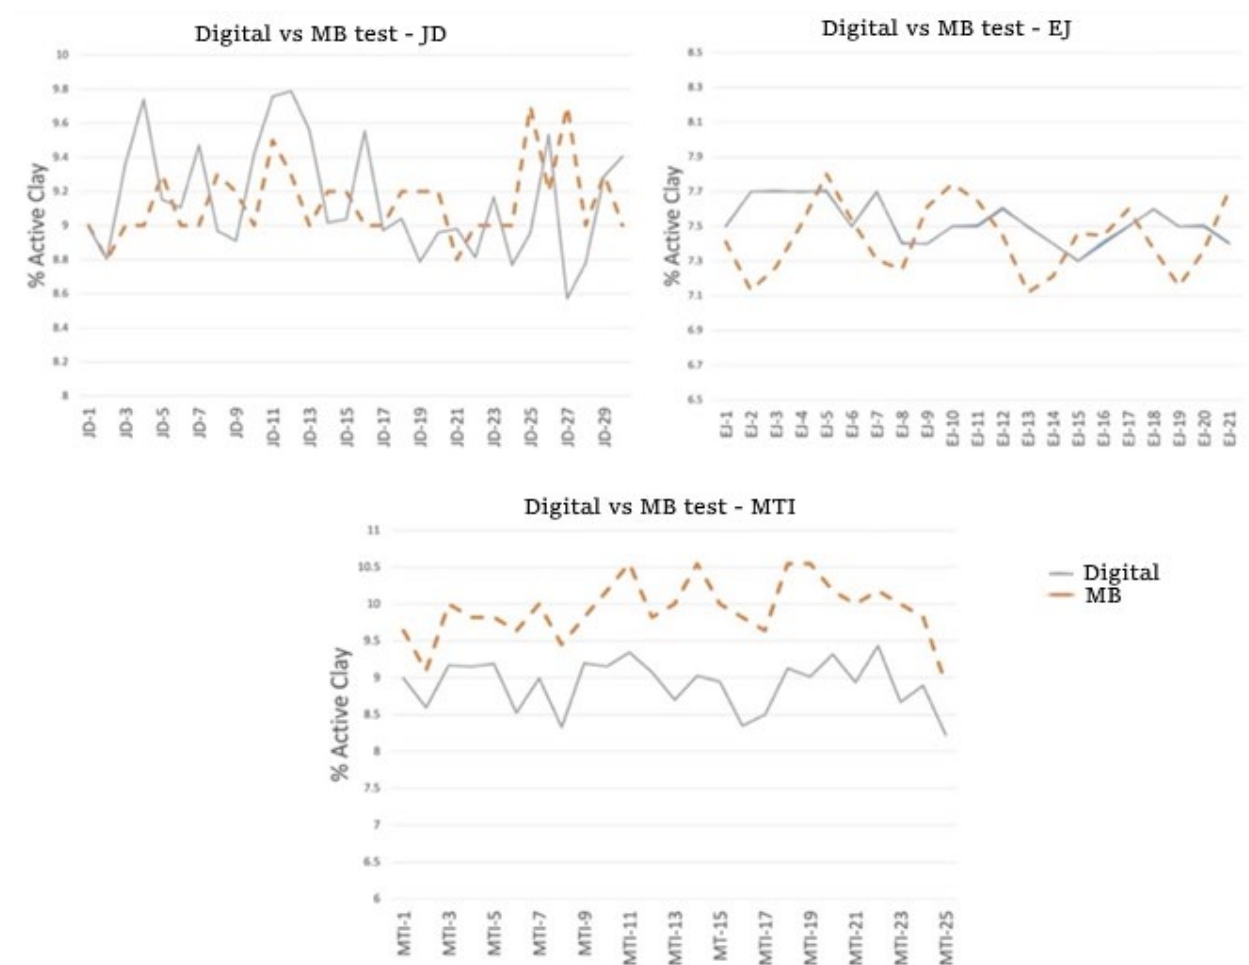 Digital vs MB test - JD
% Active Clay
10
9.8
9.6
9.4
9.2
9
8.8
8.6
8.4
8.2
8
JD-1
JD-3
JD-5
JD-7
JD-9
JD-11
JD-13
JD-15
JD-17
JD-19
JD-21
JD-23
JD-25
JD-27
JD-29
Digital vs MB test - EJ
% Active Clay
8.5
8.3
8.1
7.9
7.7
7.5
7.3
7.1
6.9
6.7
6.5
EJ-1
EJ-2
EJ-3
EJ-4
EJ-5
EJ-6
EJ-7
EJ-8
EJ-9
EJ-10
EJ-11
EJ-12
EJ-13
EJ-14
EJ-15
EJ-16
EJ-17
EJ-18
EJ-19
EJ-20
EJ-21
Digital vs MB test - MTI
% Active Clay
11
10.5
10
9.5
9
8.5
8
7.5
7
6.5
6
MTI-1
MTI-3
MTI-5
MTI-7
MTI-9
MTI-11
MTI-13
MT-15
MTI-17
MTI-19
MTI-21
MTI-23
MTI-25
Digital
MB